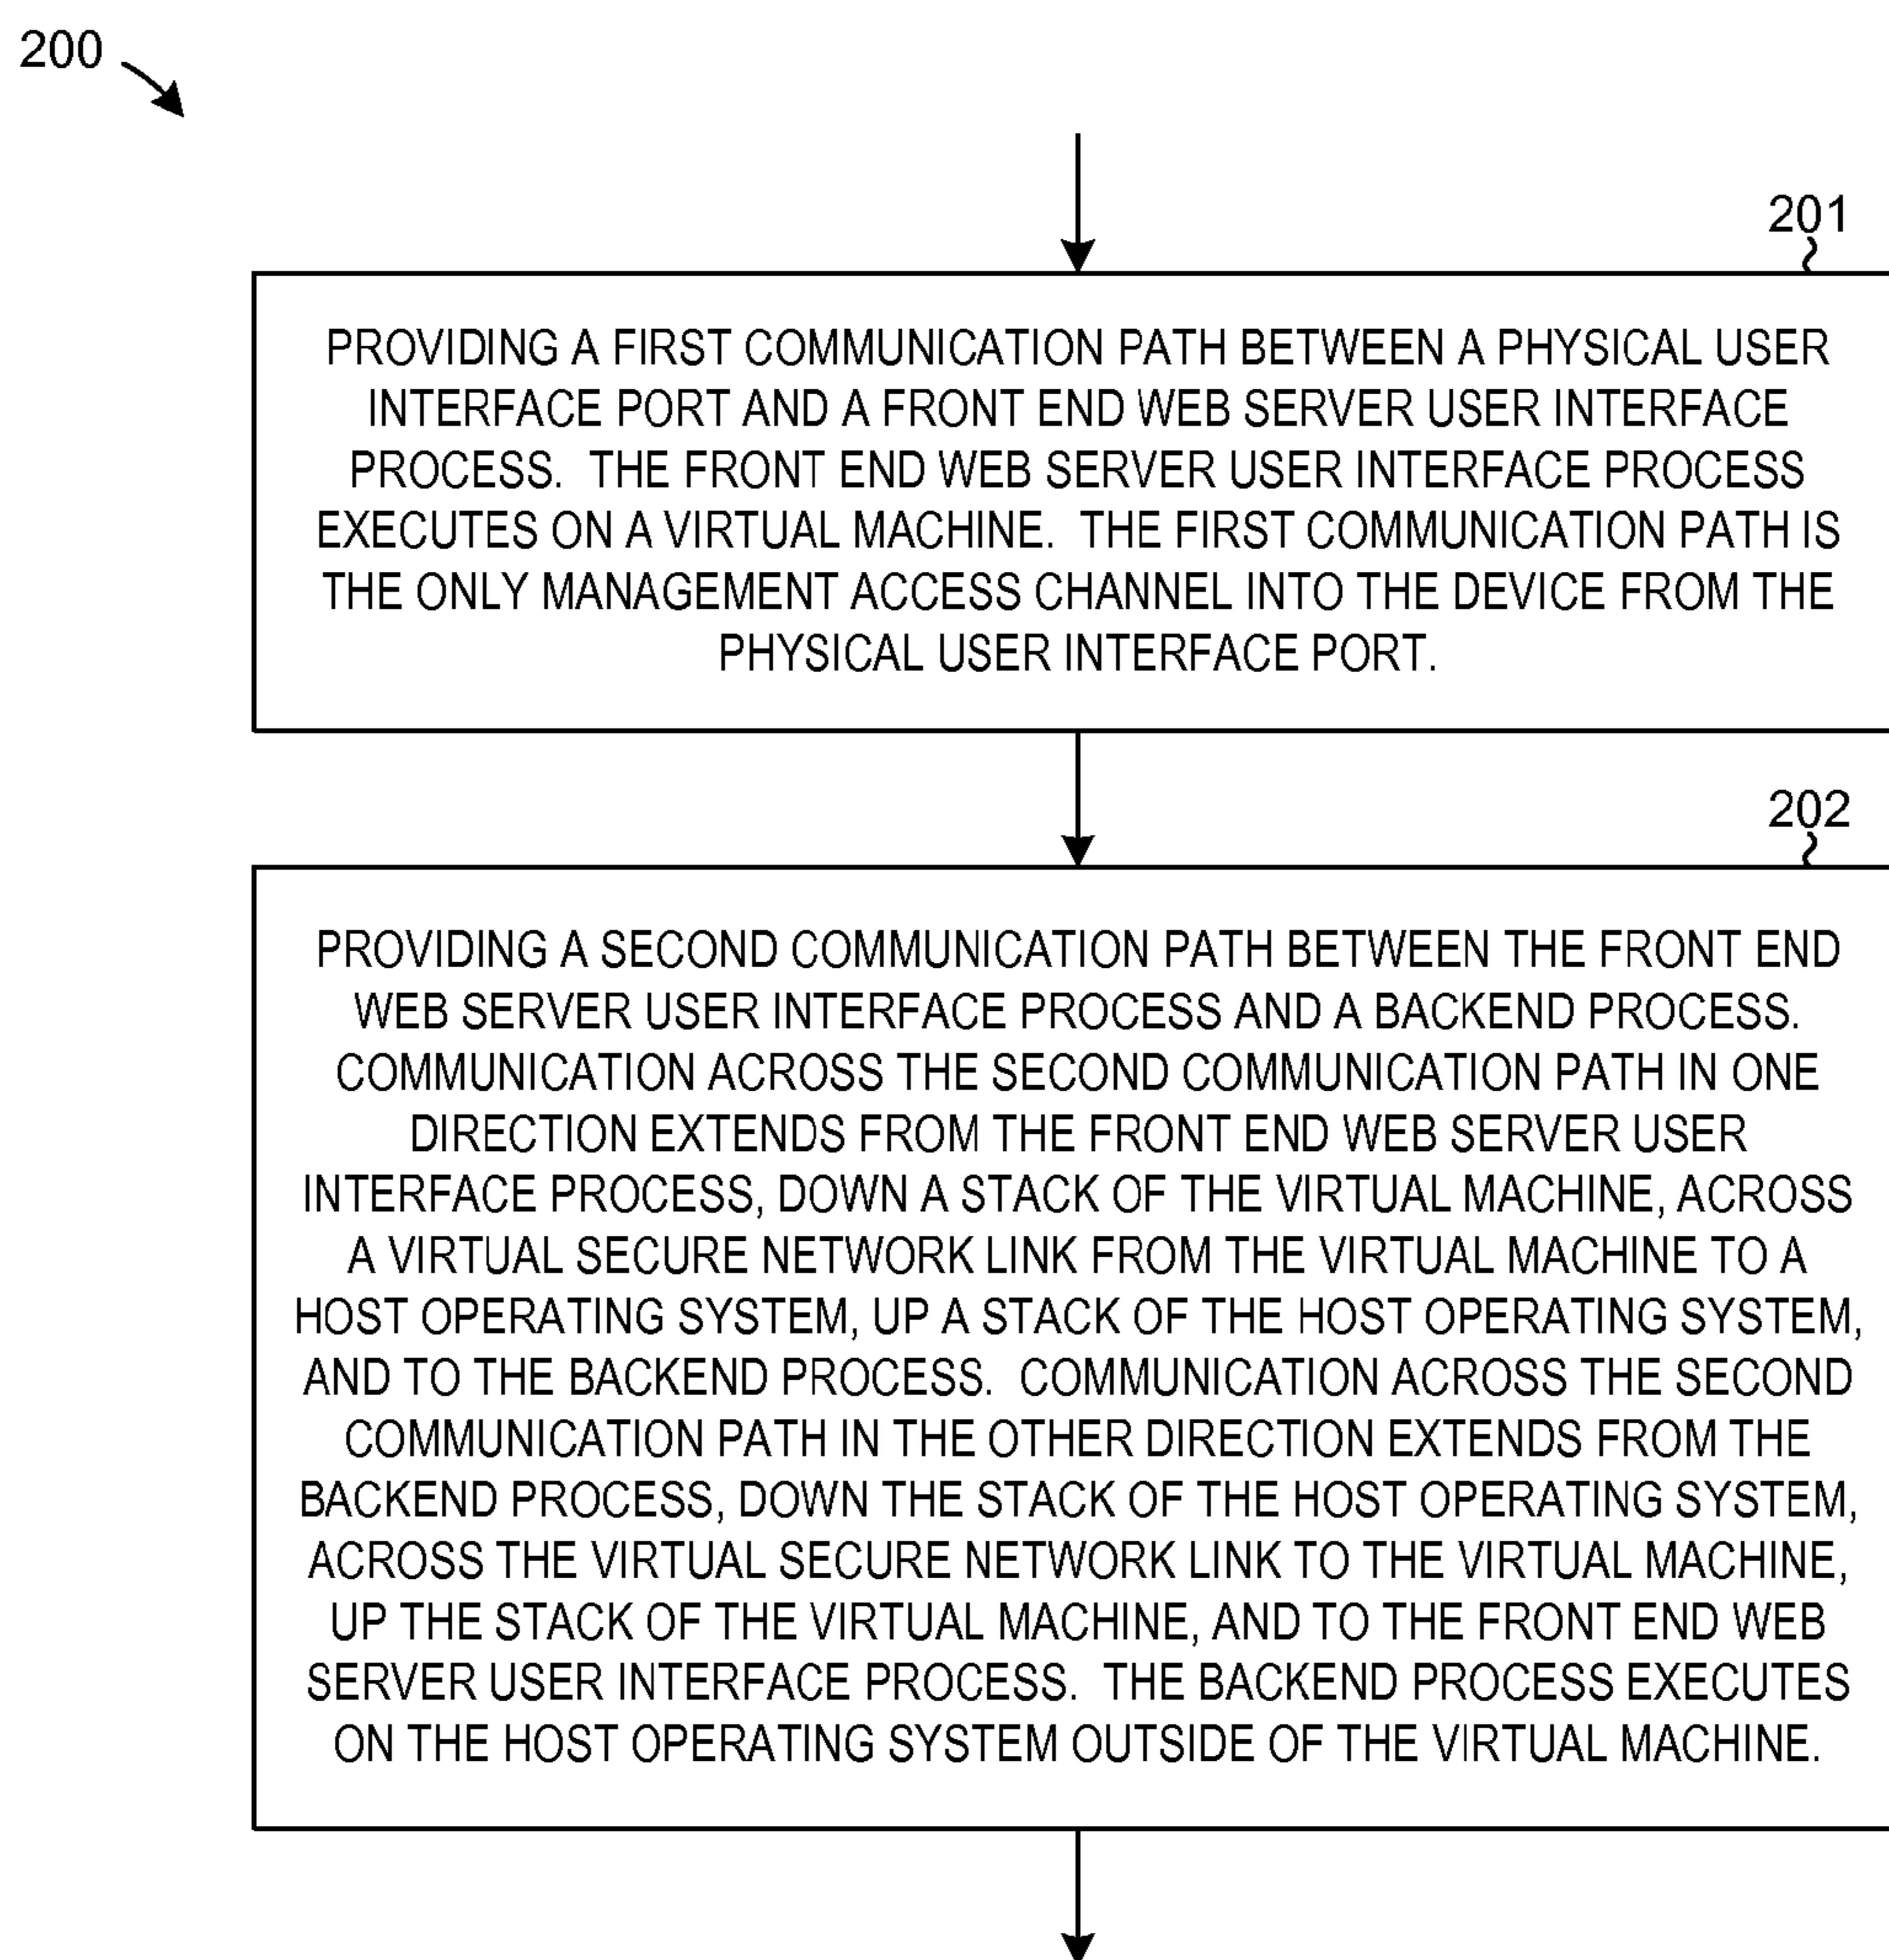 200
201
PROVIDING A FIRST COMMUNICATION PATH BETWEEN A PHYSICAL USER
INTERFACE PORT AND A FRONT END WEB SERVER USER INTERFACE
PROCESS.  THE FRONT END WEB SERVER USER INTERFACE PROCESS
EXECUTES ON A VIRTUAL MACHINE.  THE FIRST COMMUNICATION PATH IS
THE ONLY MANAGEMENT ACCESS CHANNEL INTO THE DEVICE FROM THE
PHYSICAL USER INTERFACE PORT.
202
PROVIDING A SECOND COMMUNICATION PATH BETWEEN THE FRONT END
WEB SERVER USER INTERFACE PROCESS AND A BACKEND PROCESS.
COMMUNICATION ACROSS THE SECOND COMMUNICATION PATH IN ONE
DIRECTION EXTENDS FROM THE FRONT END WEB SERVER USER
INTERFACE PROCESS, DOWN A STACK OF THE VIRTUAL MACHINE, ACROSS
A VIRTUAL SECURE NETWORK LINK FROM THE VIRTUAL MACHINE TO A
HOST OPERATING SYSTEM, UP A STACK OF THE HOST OPERATING SYSTEM,
AND TO THE BACKEND PROCESS.  COMMUNICATION ACROSS THE SECOND
COMMUNICATION PATH IN THE OTHER DIRECTION EXTENDS FROM THE
BACKEND PROCESS, DOWN THE STACK OF THE HOST OPERATING SYSTEM,
ACROSS THE VIRTUAL SECURE NETWORK LINK TO THE VIRTUAL MACHINE,
UP THE STACK OF THE VIRTUAL MACHINE, AND TO THE FRONT END WEB
SERVER USER INTERFACE PROCESS.  THE BACKEND PROCESS EXECUTES
ON THE HOST OPERATING SYSTEM OUTSIDE OF THE VIRTUAL MACHINE.